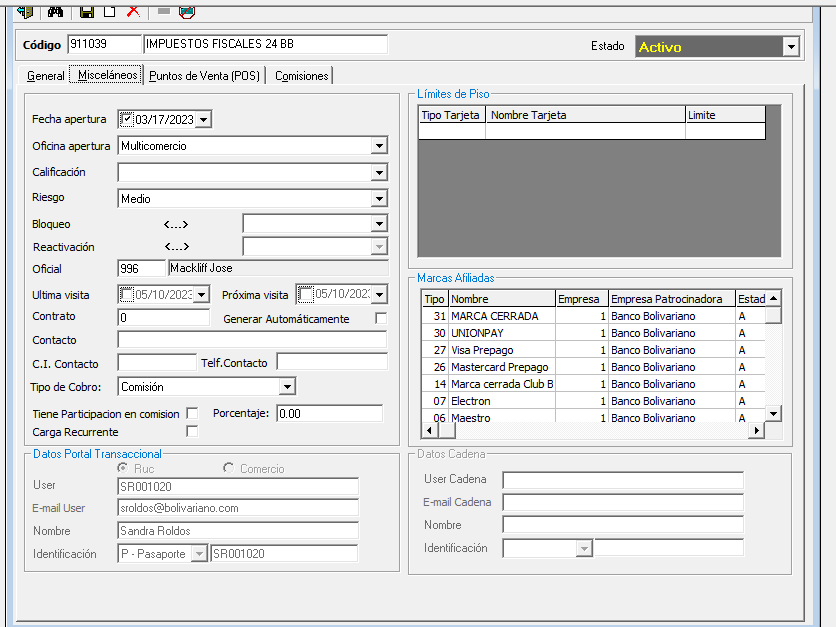 Código 911039 IMPUESTOS FISCALES 24 BB Estado Activo
General Misceláneos Puntos de Venta (POS) Comisiones
Fecha apertura 03/17/2023
Oficina apertura Multicomercio
Calificación
Riesgo Medio
Bloqueo <...>
Reactivación <...>
Oficial 996 Mackliff Jose
Ultima visita 05/10/2023 Próxima visita 05/10/2023
Contrato 0 Generar Automáticamente
Contacto
C.I. Contacto Telf.Contacto
Tipo de Cobro: Comisión
Tiene Participacion en comision Porcentaje: 0.00
Carga Recurrente
Límites de Piso
Tipo Tarjeta Nombre Tarjeta Limite
Marcas Afiliadas
Tipo Nombre Empresa Empresa Patrocinadora Estad
31 MARCA CERRADA 1 Banco Bolivariano A
30 UNIONPAY 1 Banco Bolivariano A
27 Visa Prepago 1 Banco Bolivariano A
26 Mastercard Prepago 1 Banco Bolivariano A
14 Marca cerrada Club B 1 Banco Bolivariano A
07 Electron 1 Banco Bolivariano A
06 Maestro 1 Banco Bolivariano A
Datos Portal Transaccional
Ruc Comercio
User SR001020
E-mail User sroldos@bolivariano.com
Nombre Sandra Roldos
Identificación P - Pasaporte SR001020
Datos Cadena
User Cadena
E-mail Cadena
Nombre
Identificación